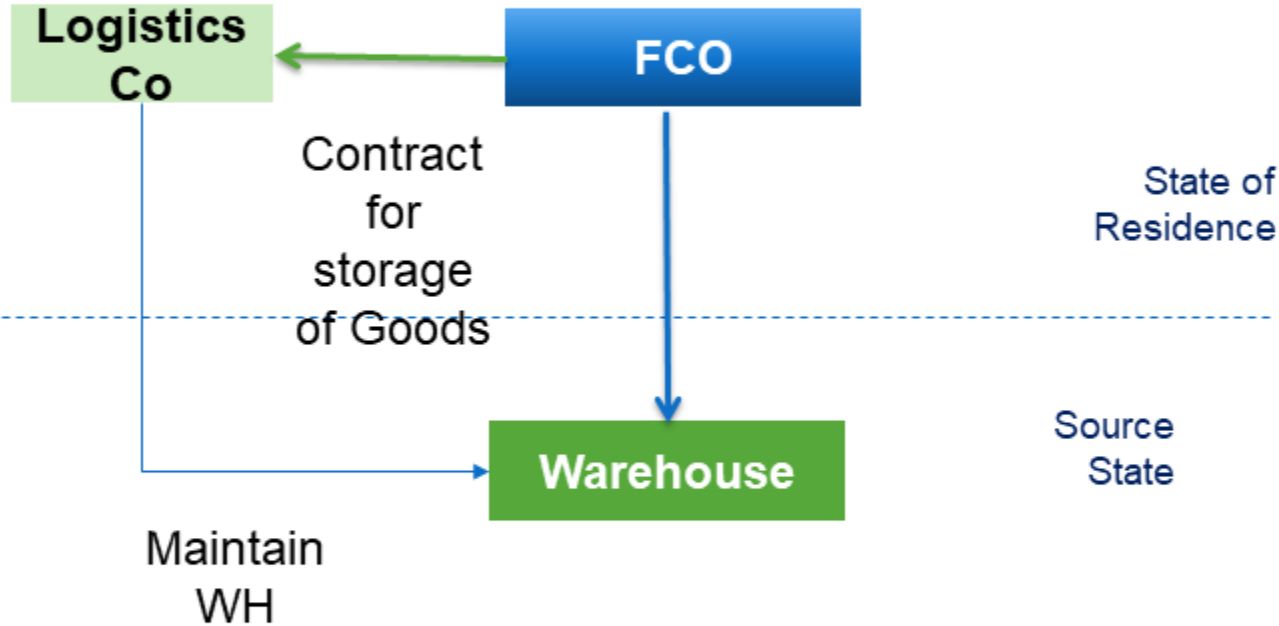 Logistics
Co
FCO
Contract
for
storage
of Goods
State of
Residence
Source
State
Warehouse
Maintain
WH